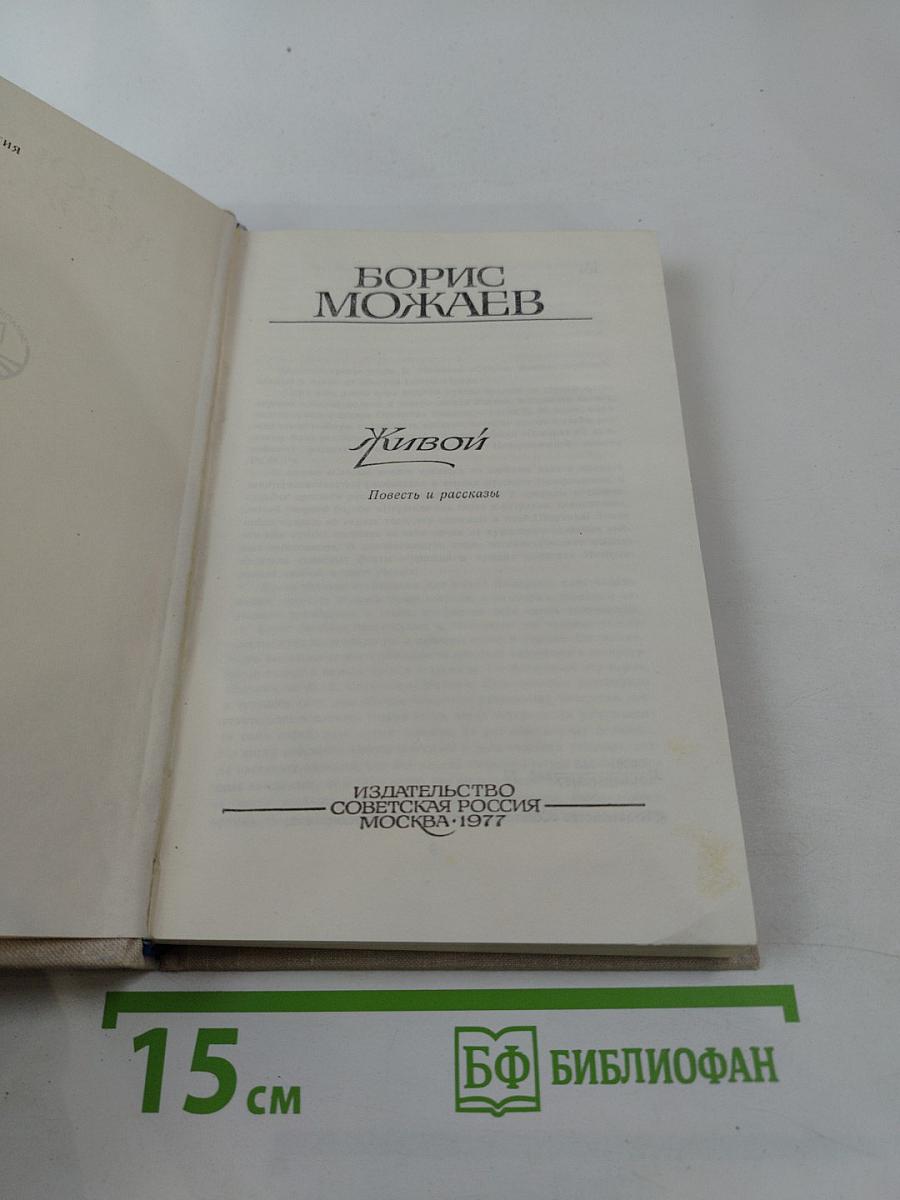 БОРИС
МОЖАЕВ
Живой
Повесть и рассказы
ИЗДАТЕЛЬСТВО
СОВЕТСКАЯ РОССИЯ
МОСКВА·1977
15 см
БФ БИБЛИОФАН